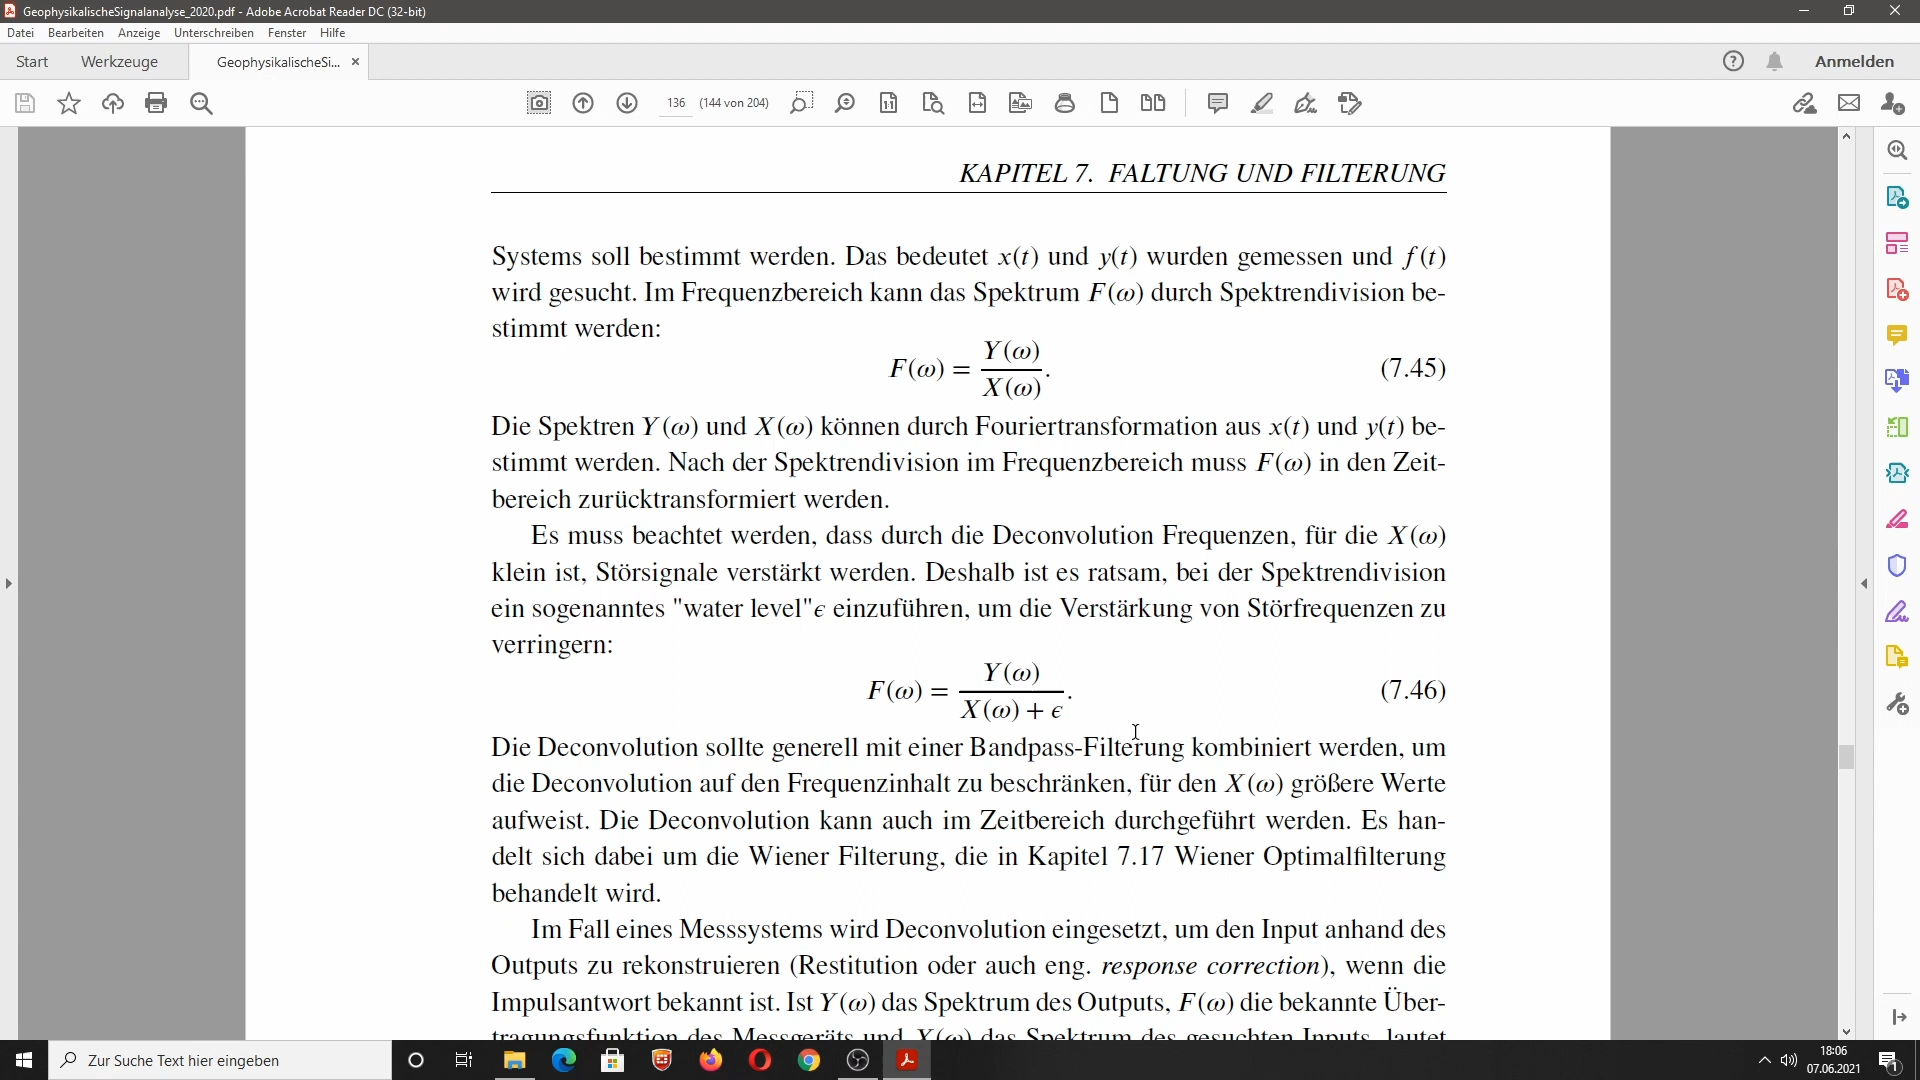 GeophysikalischeSignalanalyse_2020.pdf - Adobe Acrobat Reader DC (32-bit)
Datei Bearbeiten Anzeige Unterschreiben Fenster Hilfe
Start Werkzeuge GeophysikalischeSi... × Anmelden
136 (144 von 204)
KAPITEL 7. FALTUNG UND FILTERUNG
Systems soll bestimmt werden. Das bedeutet x(t) und y(t) wurden gemessen und f(t)
wird gesucht. Im Frequenzbereich kann das Spektrum F(ω) durch Spektrendivision be-
stimmt werden:
F(ω) = Y(ω) / X(ω). (7.45)
Die Spektren Y(ω) und X(ω) können durch Fouriertransformation aus x(t) und y(t) be-
stimmt werden. Nach der Spektrendivision im Frequenzbereich muss F(ω) in den Zeit-
bereich zurücktransformiert werden.
Es muss beachtet werden, dass durch die Deconvolution Frequenzen, für die X(ω)
klein ist, Störsignale verstärkt werden. Deshalb ist es ratsam, bei der Spektrendivision
ein sogenanntes "water level"ϵ einzuführen, um die Verstärkung von Störfrequenzen zu
verringern:
F(ω) = Y(ω) / X(ω) + ϵ. (7.46)
Die Deconvolution sollte generell mit einer Bandpass-Filterung kombiniert werden, um
die Deconvolution auf den Frequenzinhalt zu beschränken, für den X(ω) größere Werte
aufweist. Die Deconvolution kann auch im Zeitbereich durchgeführt werden. Es han-
delt sich dabei um die Wiener Filterung, die in Kapitel 7.17 Wiener Optimalfilterung
behandelt wird.
Im Fall eines Messsystems wird Deconvolution eingesetzt, um den Input anhand des
Outputs zu rekonstruieren (Restitution oder auch eng. response correction), wenn die
Impulsantwort bekannt ist. Ist Y(ω) das Spektrum des Outputs, F(ω) die bekannte Über-
tragungsfunktion des Messgeräts und X(ω) das Spektrum des gesuchten Inputs, lautet
Zur Suche Text hier eingeben
18:06
07.06.2021
1